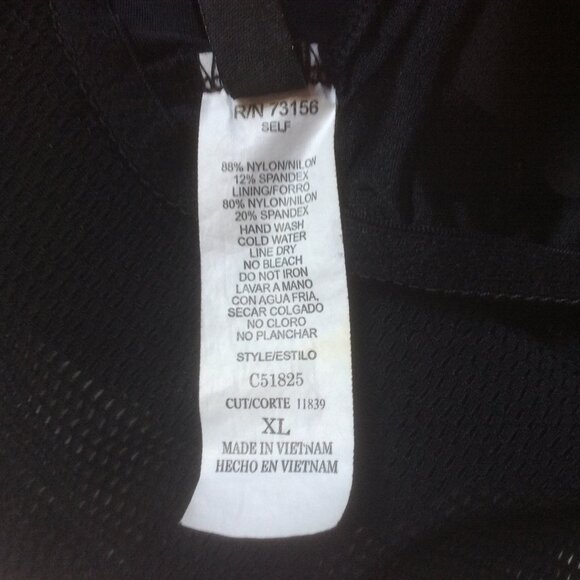 R/N 73156
SELF
88% NYLON/NILON
12% SPANDEX
LINING/FORRO
80% NYLON/NILON
20% SPANDEX
HAND WASH
COLD WATER
LINE DRY
NO BLEACH
DO NOT IRON
LAVAR A MANO
CON AGUA FRIA,
SECAR COLGADO
NO CLORO
NO PLANCHAR
STYLE/ESTILO
C51825
CUT/CORTE 11839
XL
MADE IN VIETNAM
HECHO EN VIETNAM